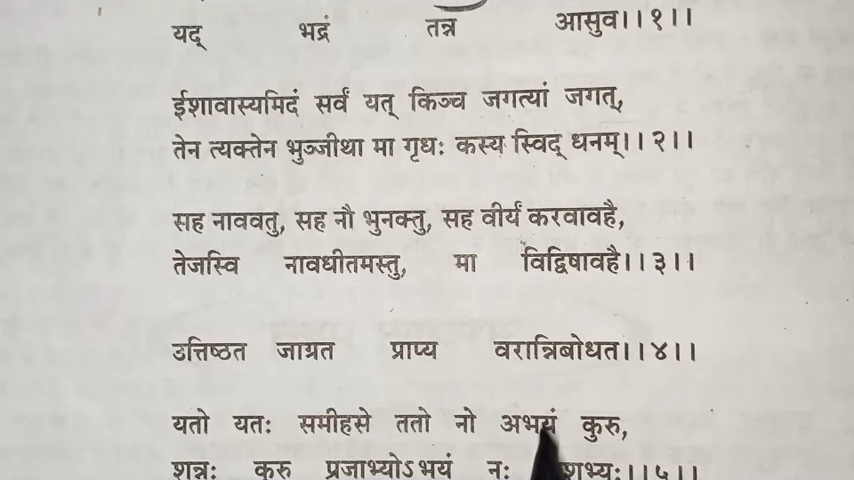 यद् भद्रं तन्न आसुव।।१।।
ईशावास्यमिदं सर्वं यत् किञ्च जगत्यां जगत्,
तेन त्यक्तेन भुञ्जीथा मा गृधः कस्य स्विद् धनम्।।२।।
सह नाववतु, सह नौ भुनक्तु, सह वीर्यं करवावहै,
तेजस्वि नावधीतमस्तु, मा विद्विषावहै।।३।।
उत्तिष्ठत जाग्रत प्राप्य वरान्निबोधत।।४।।
यतो यतः समीहसे ततो नो अभयं कुरु,
शन्नः कुरु प्रजाभ्योऽभयं नः शुभ्यः।।५।।